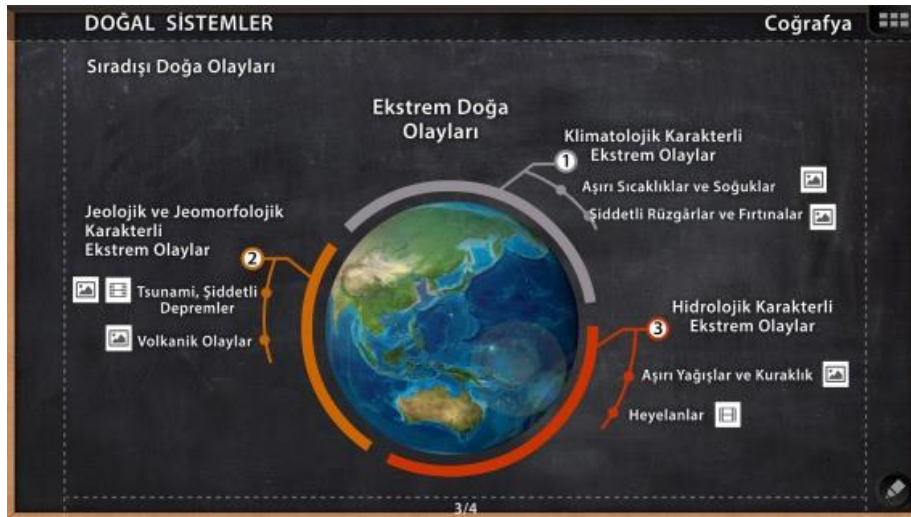 DOĞAL SİSTEMLER
Coğrafya
Sıradışı Doğa Olayları
Ekstrem Doğa
Olayları
1
Klimatolojik Karakterli
Ekstrem Olaylar
Aşırı Sıcaklıklar ve Soğuklar
Şiddetli Rüzgârlar ve Fırtınalar
Jeolojik ve Jeomorfolojik
Karakterli
Ekstrem Olaylar
2
Tsunami, Şiddetli
Depremler
Volkanik Olaylar
3
Hidrolojik Karakterli
Ekstrem Olaylar
Aşırı Yağışlar ve Kuraklık
Heyelanlar
3/4